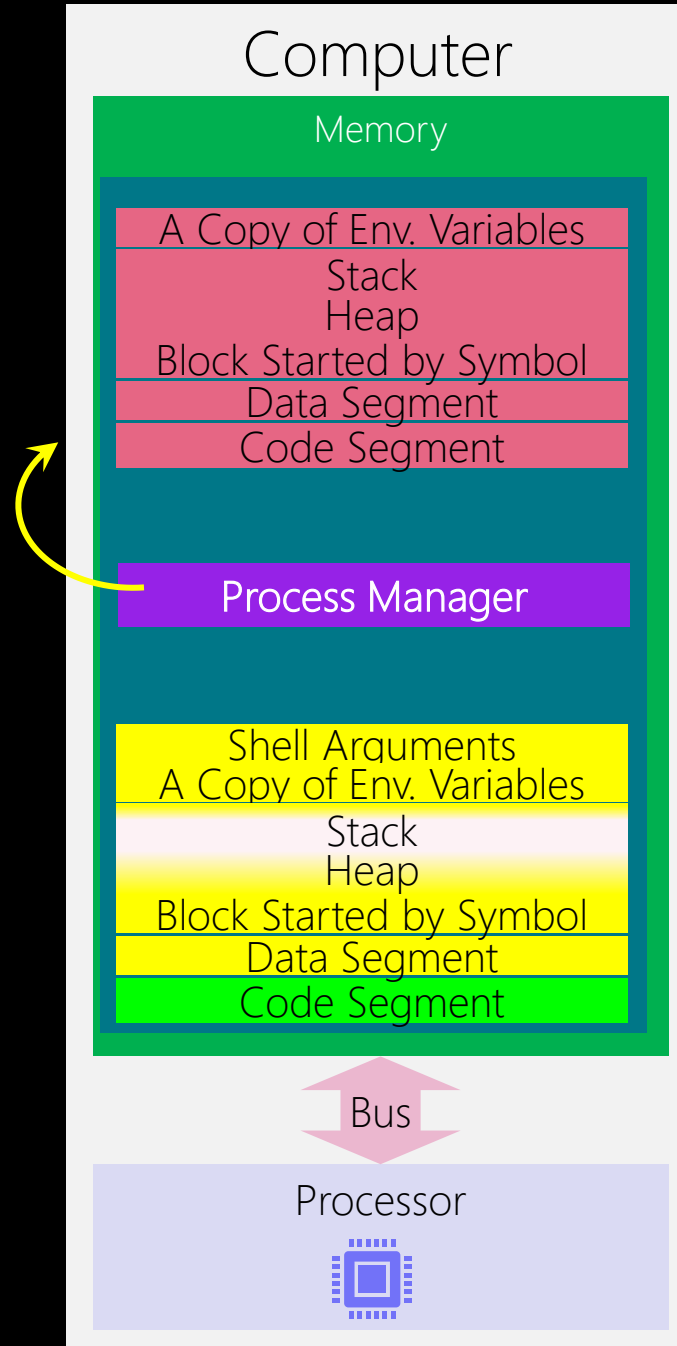 Computer
Memory
A Copy of Env. Variables
Stack
Heap
Block Started by Symbol
Data Segment
Code Segment
Process Manager
Shell Arguments
A Copy of Env. Variables
Stack
Heap
Block Started by Symbol
Data Segment
Code Segment
Bus
Processor